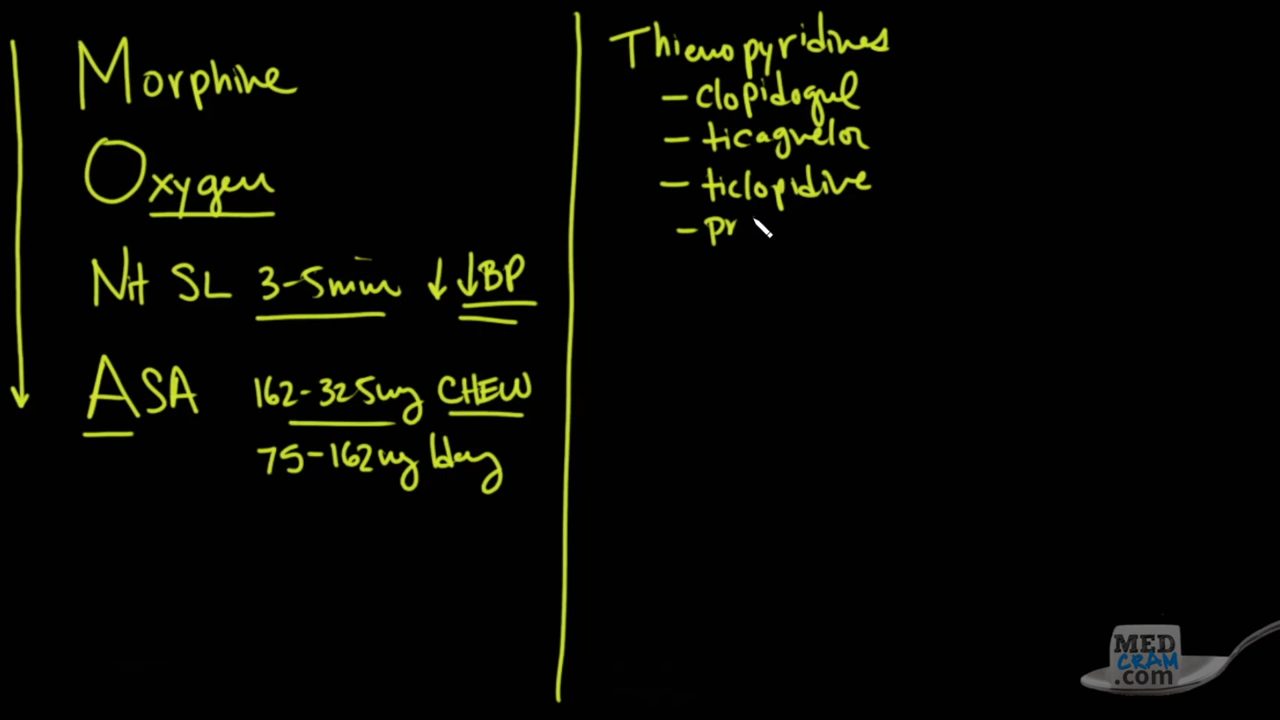 Morphine
Oxygen
Nit SL 3-5min ↓ ↓BP
ASA 162-325mg CHEW
75-162mg /day
Thienopyridines
- clopidogrel
- ticagrelor
- ticlopidine
- pr
MED
CRAM
.com